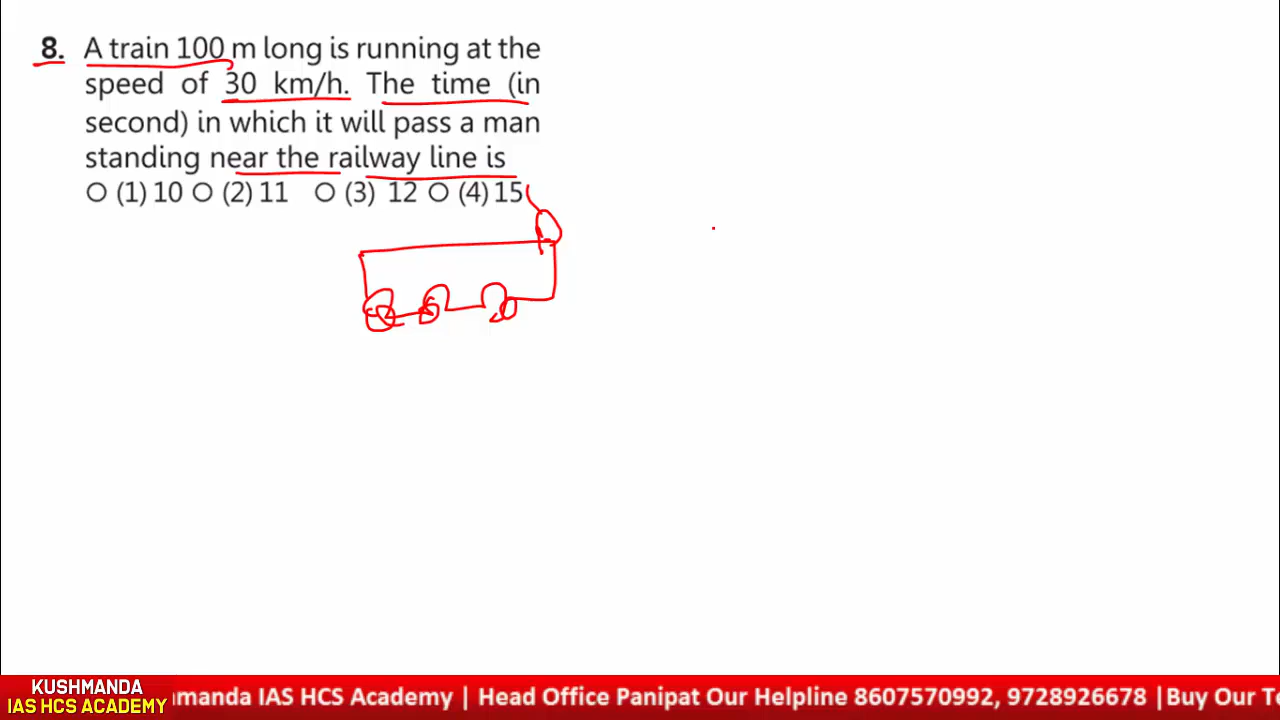 8. A train 100 m long is running at the
speed of 30 km/h. The time (in
second) in which it will pass a man
standing near the railway line is
○ (1) 10 ○ (2) 11 ○ (3) 12 ○ (4) 15
KUSHMANDA
IAS HCS ACADEMY
hmanda IAS HCS Academy | Head Office Panipat Our Helpline 8607570992, 9728926678 |Buy Our Te